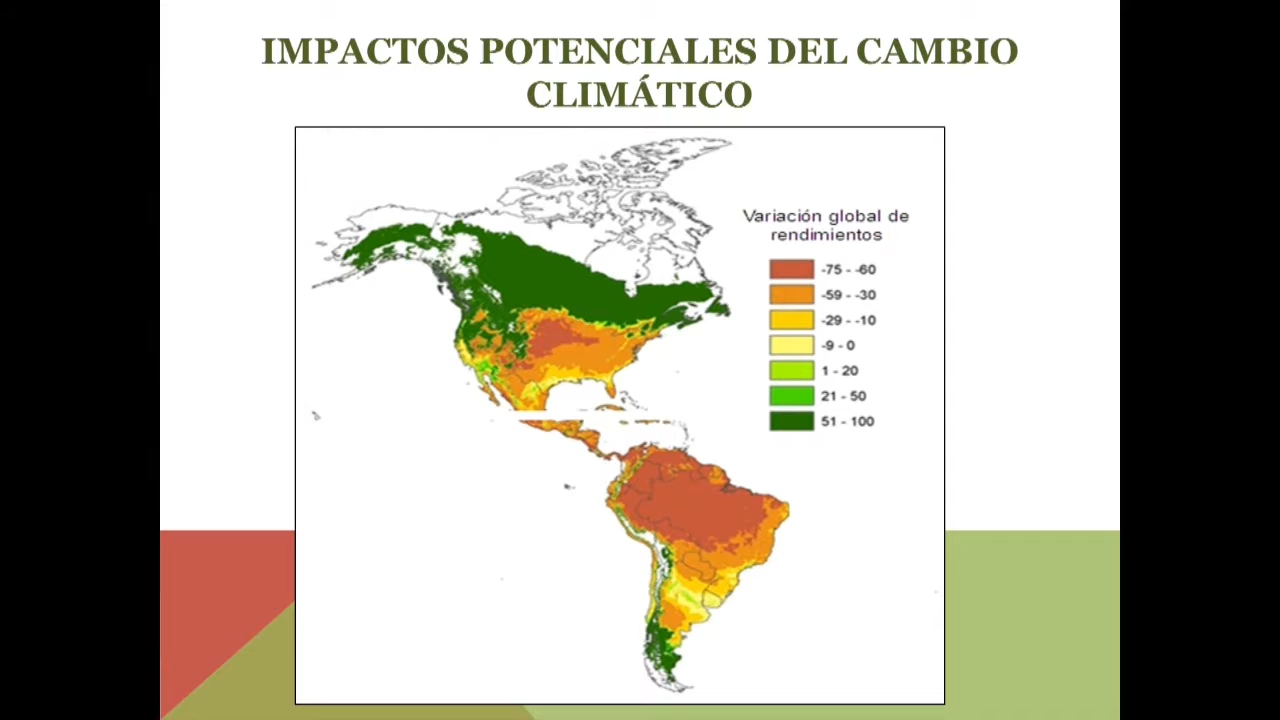 IMPACTOS POTENCIALES DEL CAMBIO
CLIMÁTICO
Variación global de
rendimientos
-75 - -60
-59 - -30
-29 - -10
-9 - 0
1 - 20
21 - 50
51 - 100